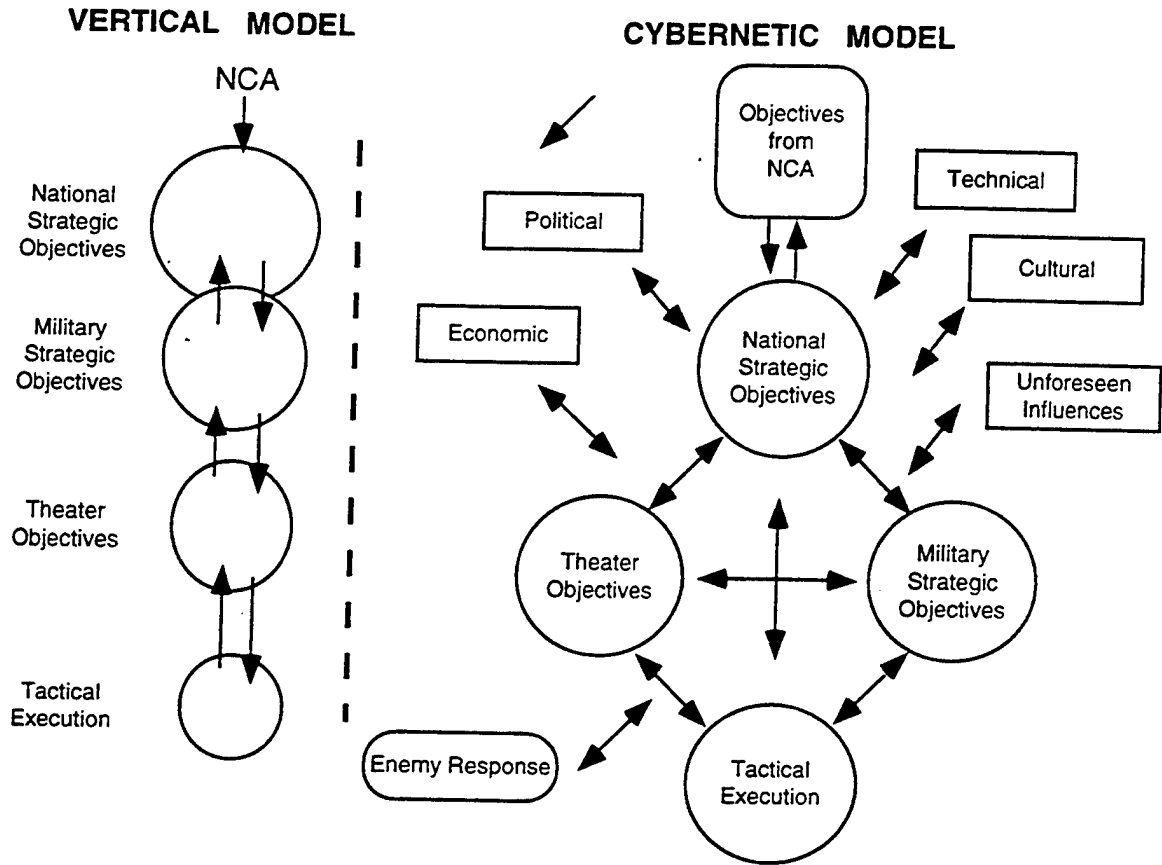 VERTICAL MODEL
NCA
National
Strategic
Objectives
Military
Strategic
Objectives
Theater
Objectives
Tactical
Execution
CYBERNETIC MODEL
Objectives
from
NCA
Political
Economic
Technical
Cultural
Unforeseen
Influences
National
Strategic
Objectives
Theater
Objectives
Military
Strategic
Objectives
Enemy Response
Tactical
Execution